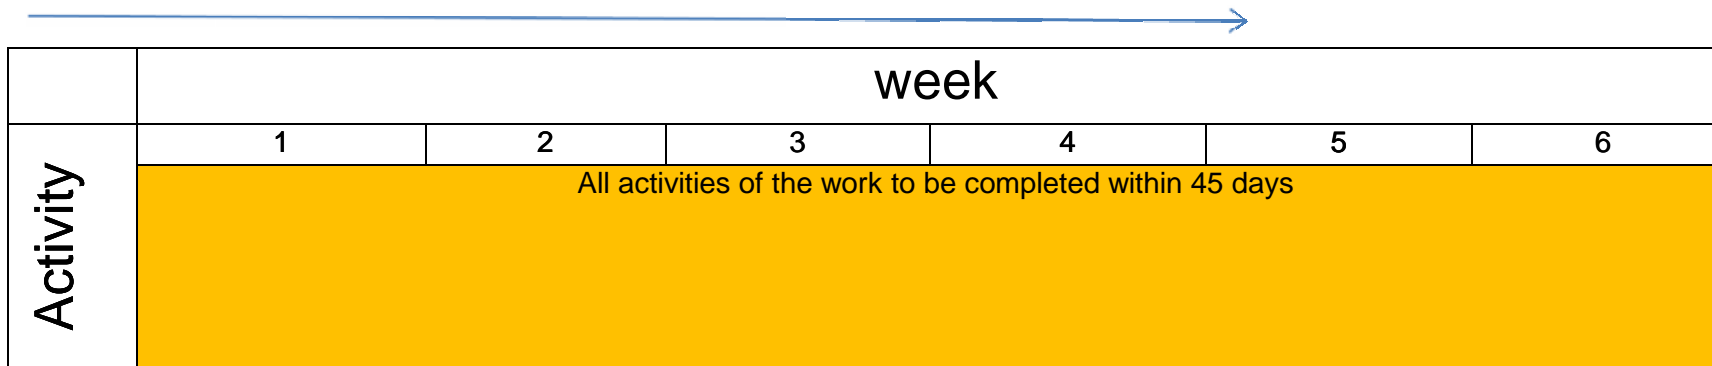 week
1 2 3 4 5 6
Activity
All activities of the work to be completed within 45 days